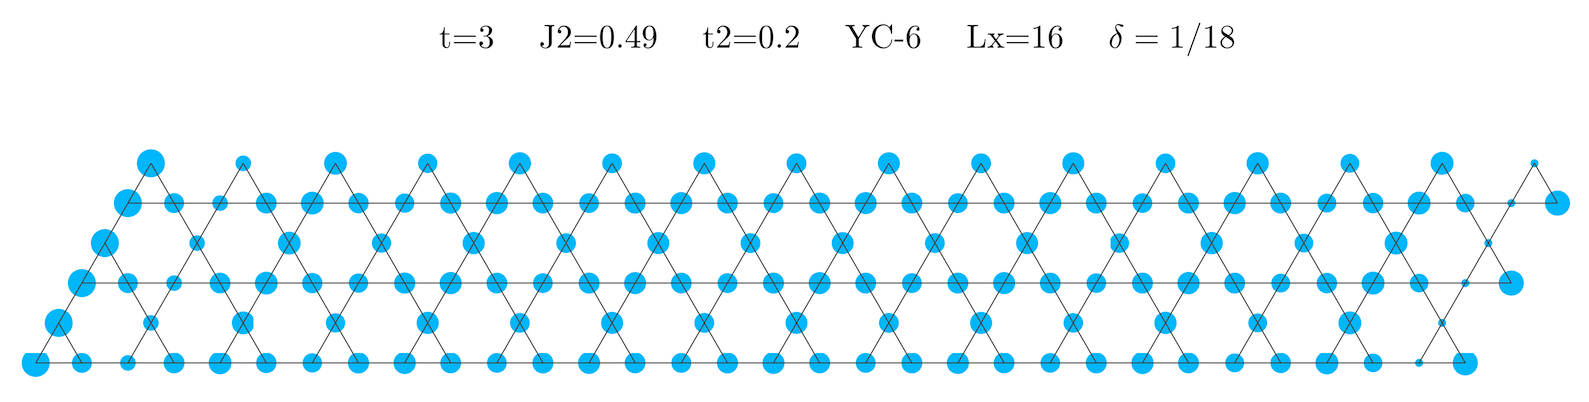 t=3 J2=0.49 t2=0.2 YC-6 Lx=16 δ = 1/18